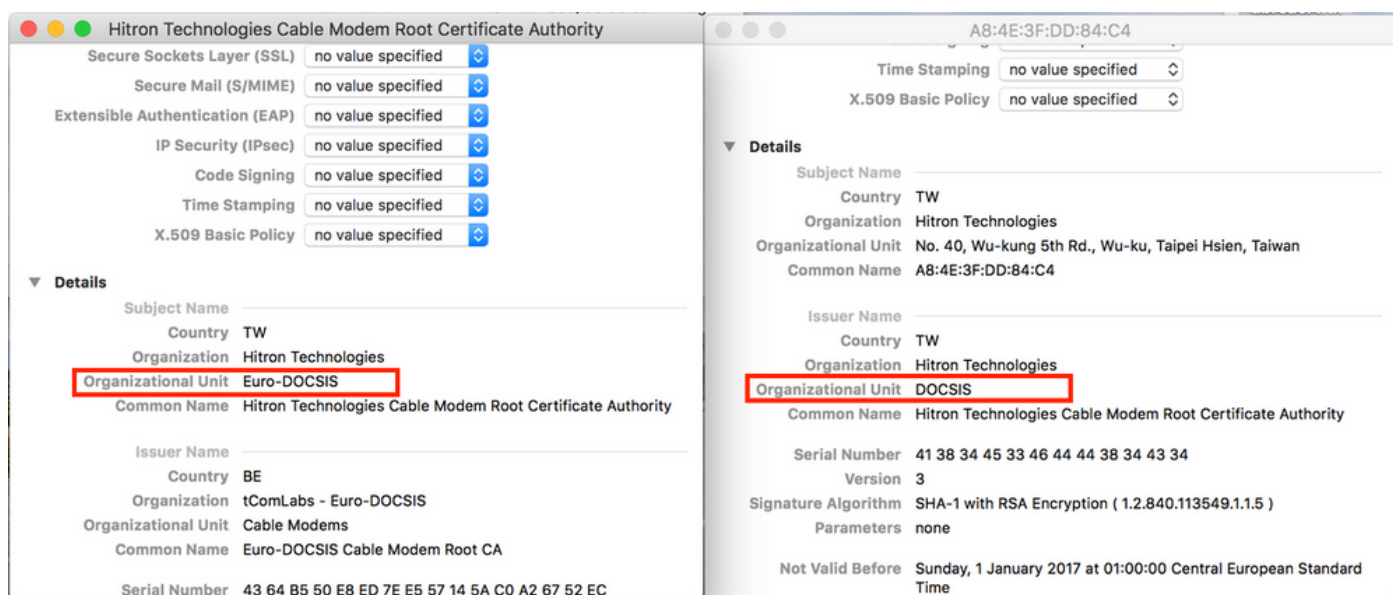 Hitron Technologies Cable Modem Root Certificate Authority
Secure Sockets Layer (SSL) no value specified
Secure Mail (S/MIME) no value specified
Extensible Authentication (EAP) no value specified
IP Security (IPsec) no value specified
Code Signing no value specified
Time Stamping no value specified
X.509 Basic Policy no value specified
Details
Subject Name
Country TW
Organization Hitron Technologies
Organizational Unit Euro-DOCSIS
Common Name Hitron Technologies Cable Modem Root Certificate Authority
Issuer Name
Country BE
Organization tComLabs - Euro-DOCSIS
Organizational Unit Cable Modems
Common Name Euro-DOCSIS Cable Modem Root CA
Serial Number 43 64 B5 50 E8 ED 7E E5 57 14 5A C0 A2 67 52 EC
A8:4E:3F:DD:84:C4
Time Stamping no value specified
X.509 Basic Policy no value specified
Details
Subject Name
Country TW
Organization Hitron Technologies
Organizational Unit No. 40, Wu-kung 5th Rd., Wu-ku, Taipei Hsien, Taiwan
Common Name A8:4E:3F:DD:84:C4
Issuer Name
Country TW
Organization Hitron Technologies
Organizational Unit DOCSIS
Common Name Hitron Technologies Cable Modem Root Certificate Authority
Serial Number 41 38 34 45 33 46 44 44 38 34 43 34
Version 3
Signature Algorithm SHA-1 with RSA Encryption ( 1.2.840.113549.1.1.5 )
Parameters none
Not Valid Before Sunday, 1 January 2017 at 01:00:00 Central European Standard
Time